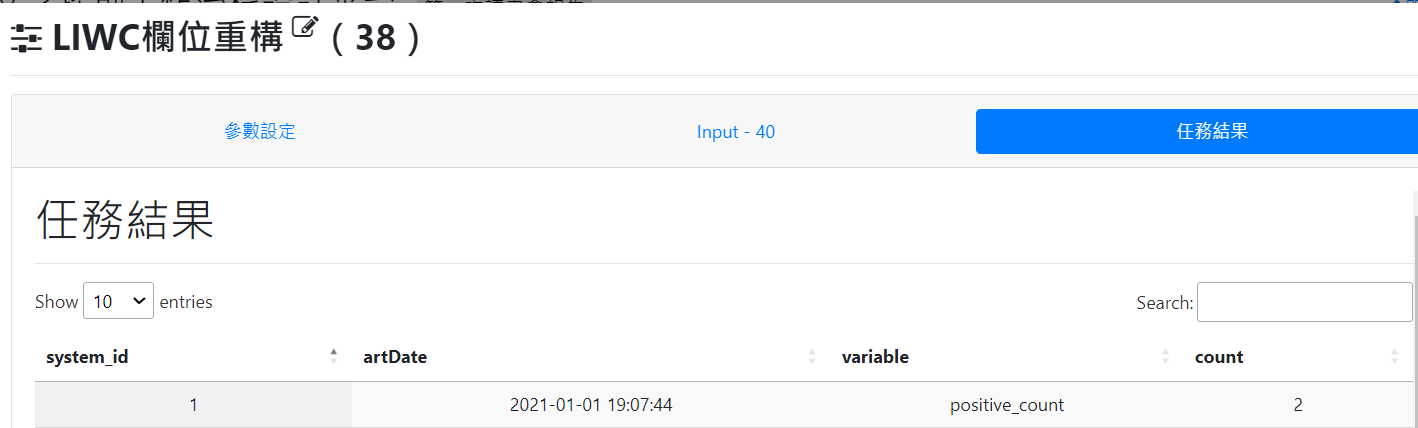 LIWC欄位重構 ( 38 )
參數設定 Input - 40 任務結果
任務結果
Show 10 entries Search:
system_id artDate variable count
1 2021-01-01 19:07:44 positive_count 2